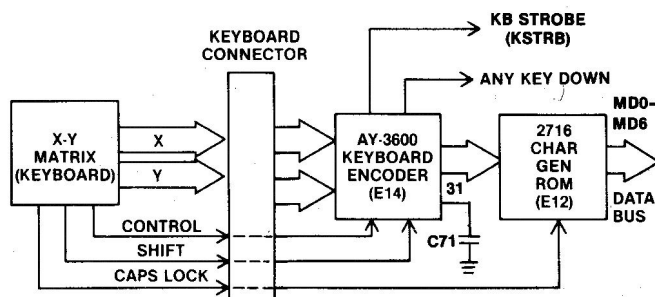 KEYBOARD
CONNECTOR
KB STROBE
(KSTRB)
ANY KEY DOWN
X-Y
MATRIX
(KEYBOARD)
X
Y
AY-3600
KEYBOARD
ENCODER
(E14)
31
C71
2716
CHAR
GEN
ROM
(E12)
MD0-
MD6
DATA
BUS
CONTROL
SHIFT
CAPS LOCK